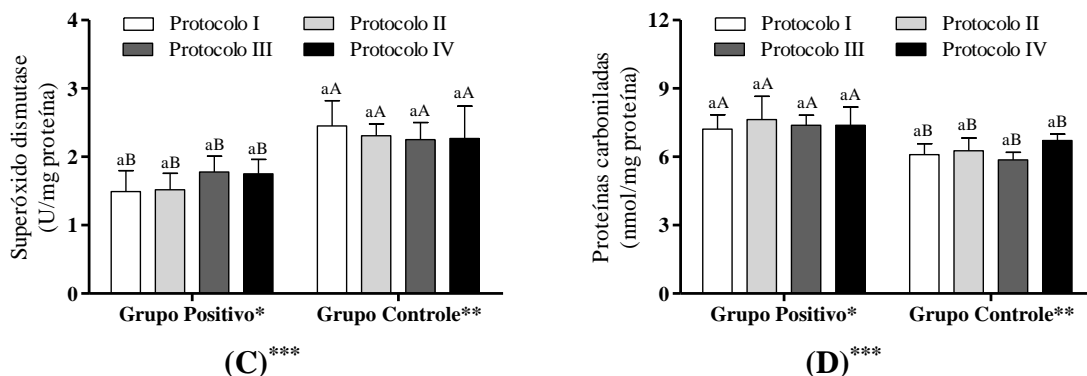 Superóxido dismutase
(U/mg proteína)
4
3
2
1
0
Protocolo I
Protocolo II
Protocolo III
Protocolo IV
aB
aB
aB
aB
aA
aA
aA
aA
Grupo Positivo*
Grupo Controle**
(C)***
Proteínas carboniladas
(nmol/mg proteína)
12
9
6
3
0
Protocolo I
Protocolo II
Protocolo III
Protocolo IV
aA
aA
aA
aA
aB
aB
aB
aB
Grupo Positivo*
Grupo Controle**
(D)***